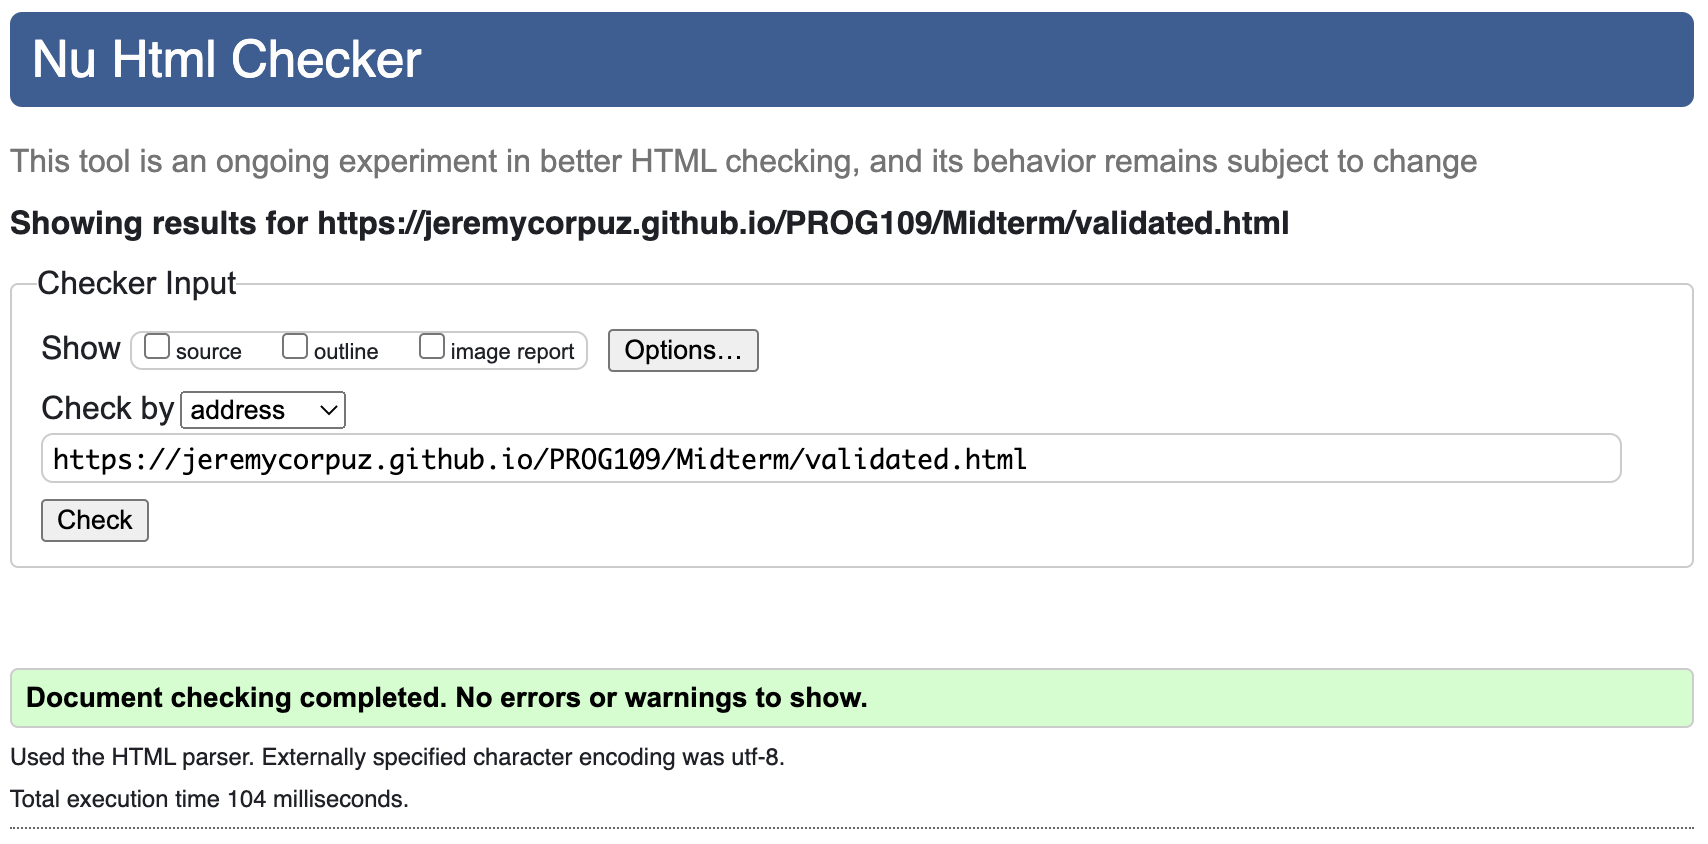 Nu Html Checker
This tool is an ongoing experiment in better HTML checking, and its behavior remains subject to change
Showing results for https://jeremycorpuz.github.io/PROG109/Midterm/validated.html
Checker Input
Show source outline image report Options...
Check by address
https://jeremycorpuz.github.io/PROG109/Midterm/validated.html
Check
Document checking completed. No errors or warnings to show.
Used the HTML parser. Externally specified character encoding was utf-8.
Total execution time 104 milliseconds.